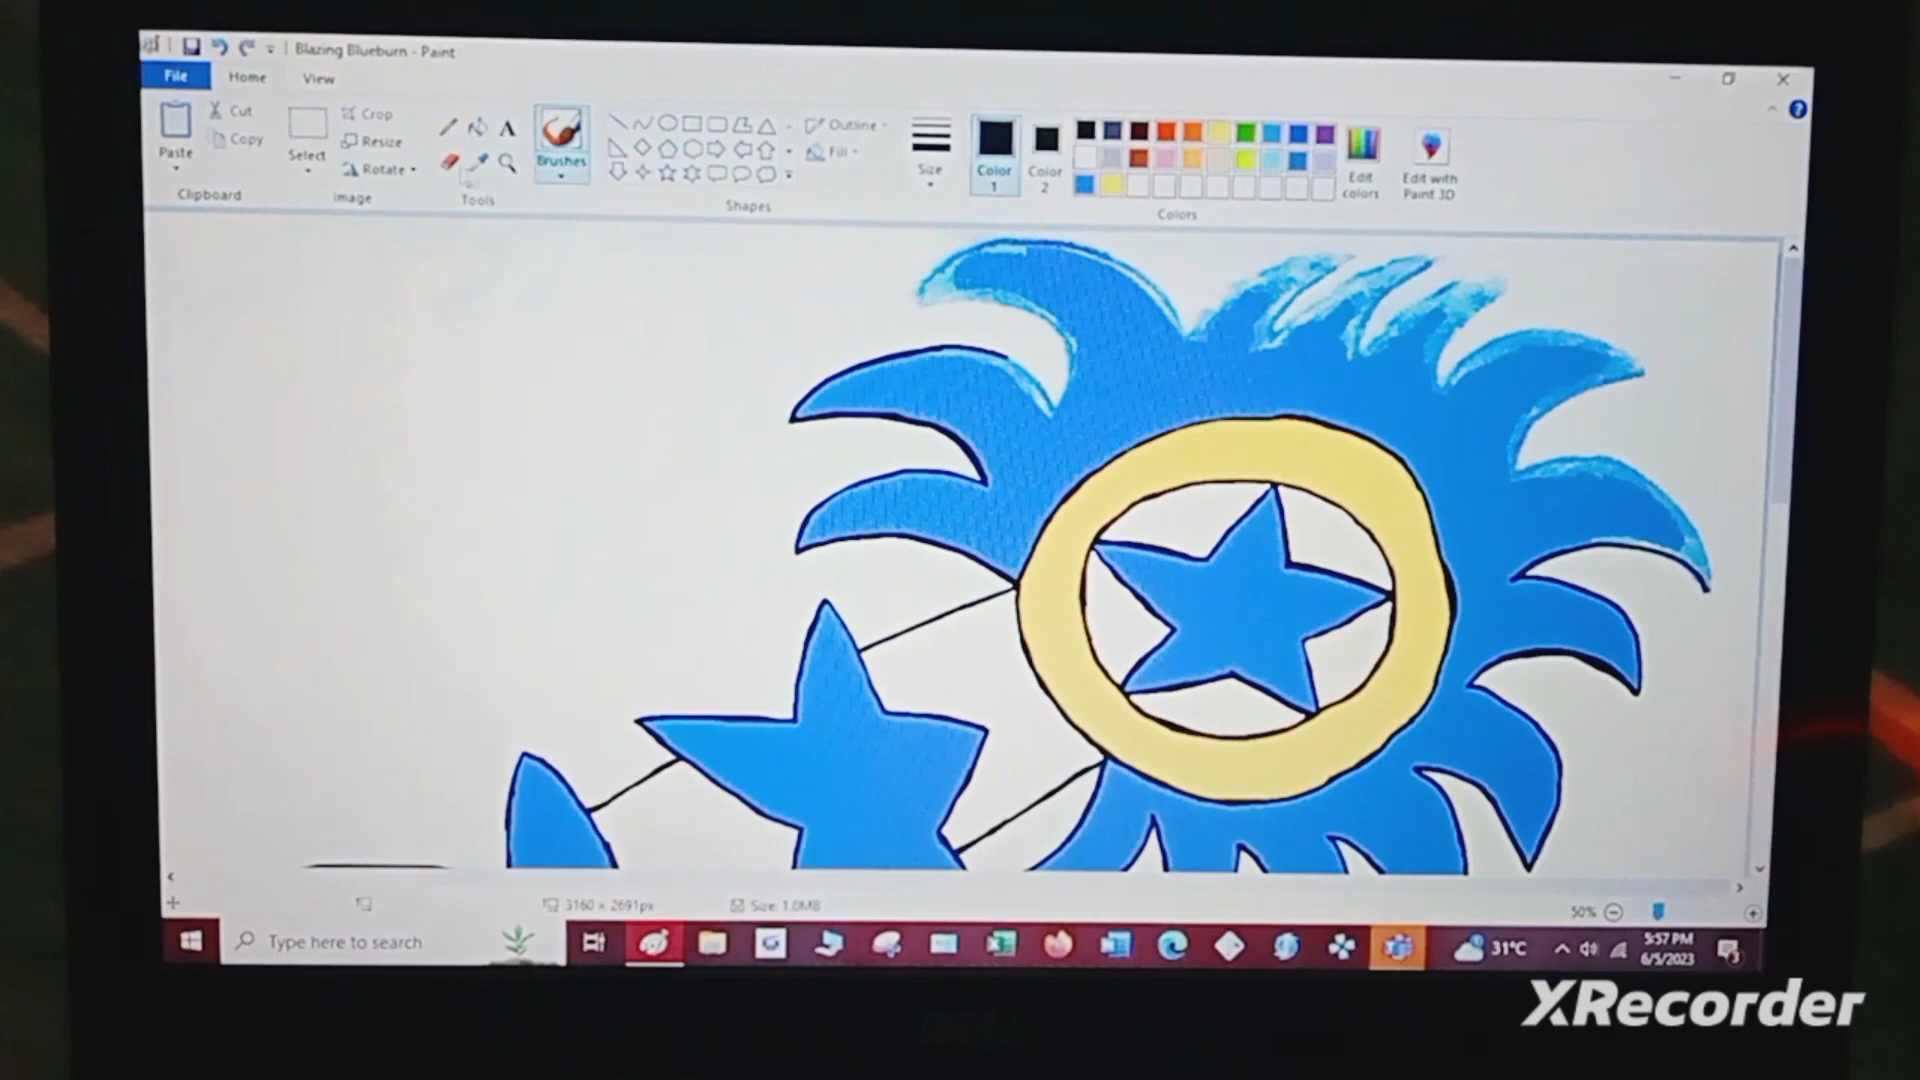 Blazing Blueburn - Paint
File Home View
Paste
Cut
Copy
Clipboard
Select
Crop
Resize
Rotate
Image
A
Tools
Brushes
Shapes
Outline
Fill
Size
Color 1
Color 2
Colors
Edit colors
Edit with Paint 3D
3160 × 2691px
Size: 1.0MB
50%
Type here to search
31°C
5:57 PM
6/5/2023
XRecorder